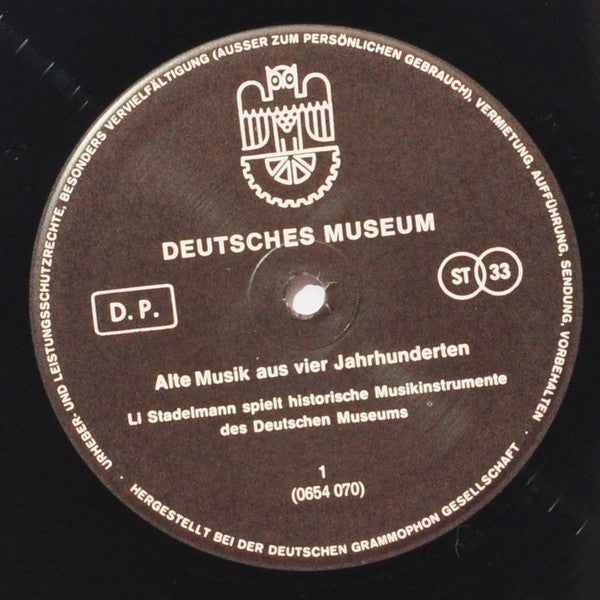 URHEBER- UND LEISTUNGSSCHUTZRECHTE, BESONDERS VERVIELFÄLTIGUNG (AUSSER ZUM PERSÖNLICHEN GEBRAUCH), VERMIETUNG, AUFFÜHRUNG, SENDUNG, VORBEHALTEN ·
DEUTSCHES MUSEUM
D. P.
ST 33
Alte Musik aus vier Jahrhunderten
LI Stadelmann spielt historische Musikinstrumente
des Deutschen Museums
1
(0654 070)
· HERGESTELLT BEI DER DEUTSCHEN GRAMMOPHON GESELLSCHAFT ·